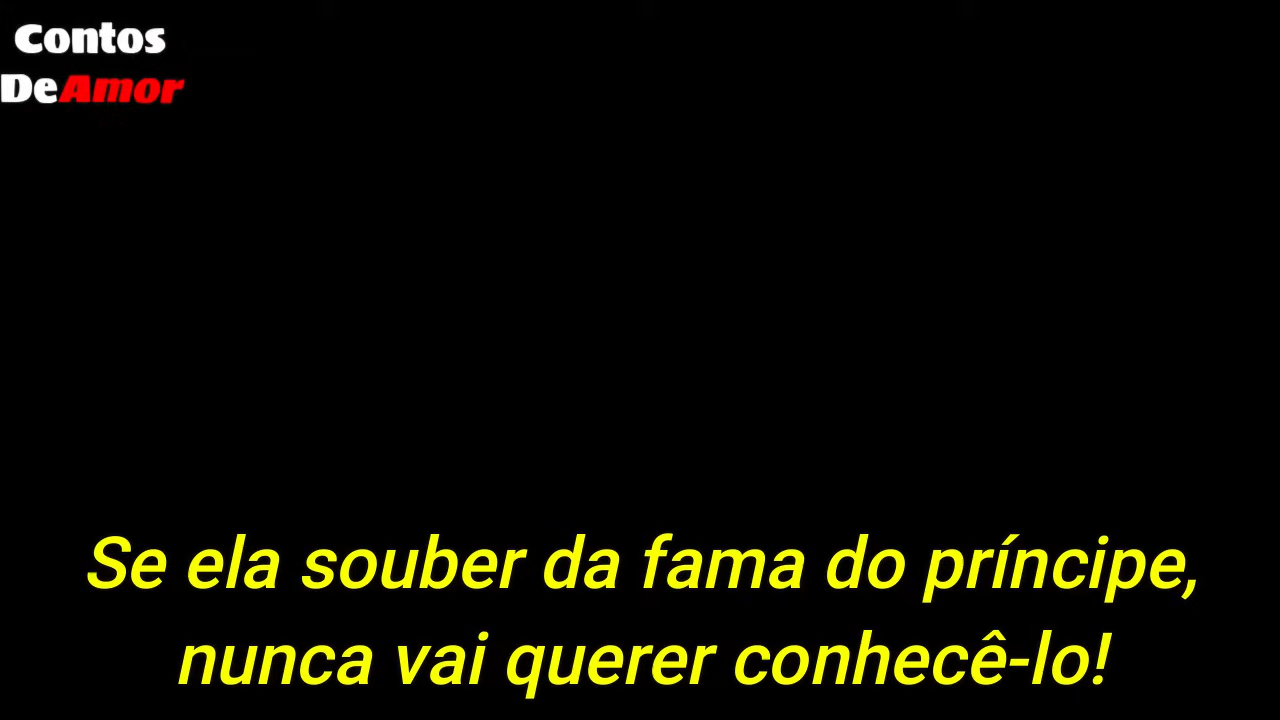 Contos
DeAmor
Se ela souber da fama do príncipe,
nunca vai querer conhecê-lo!